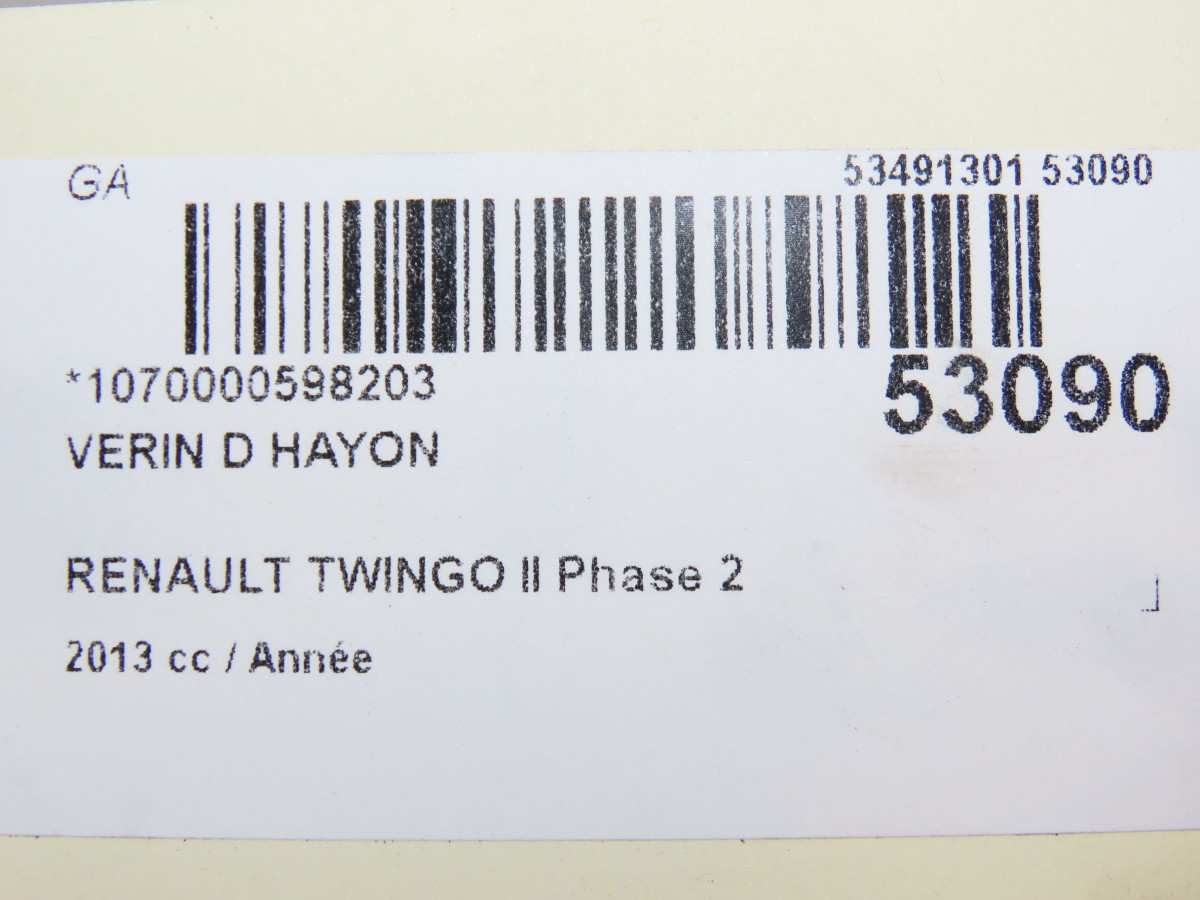 GA
53491301 53090
*1070000598203
53090
VERIN D HAYON
RENAULT TWINGO II Phase 2
2013 cc / Année